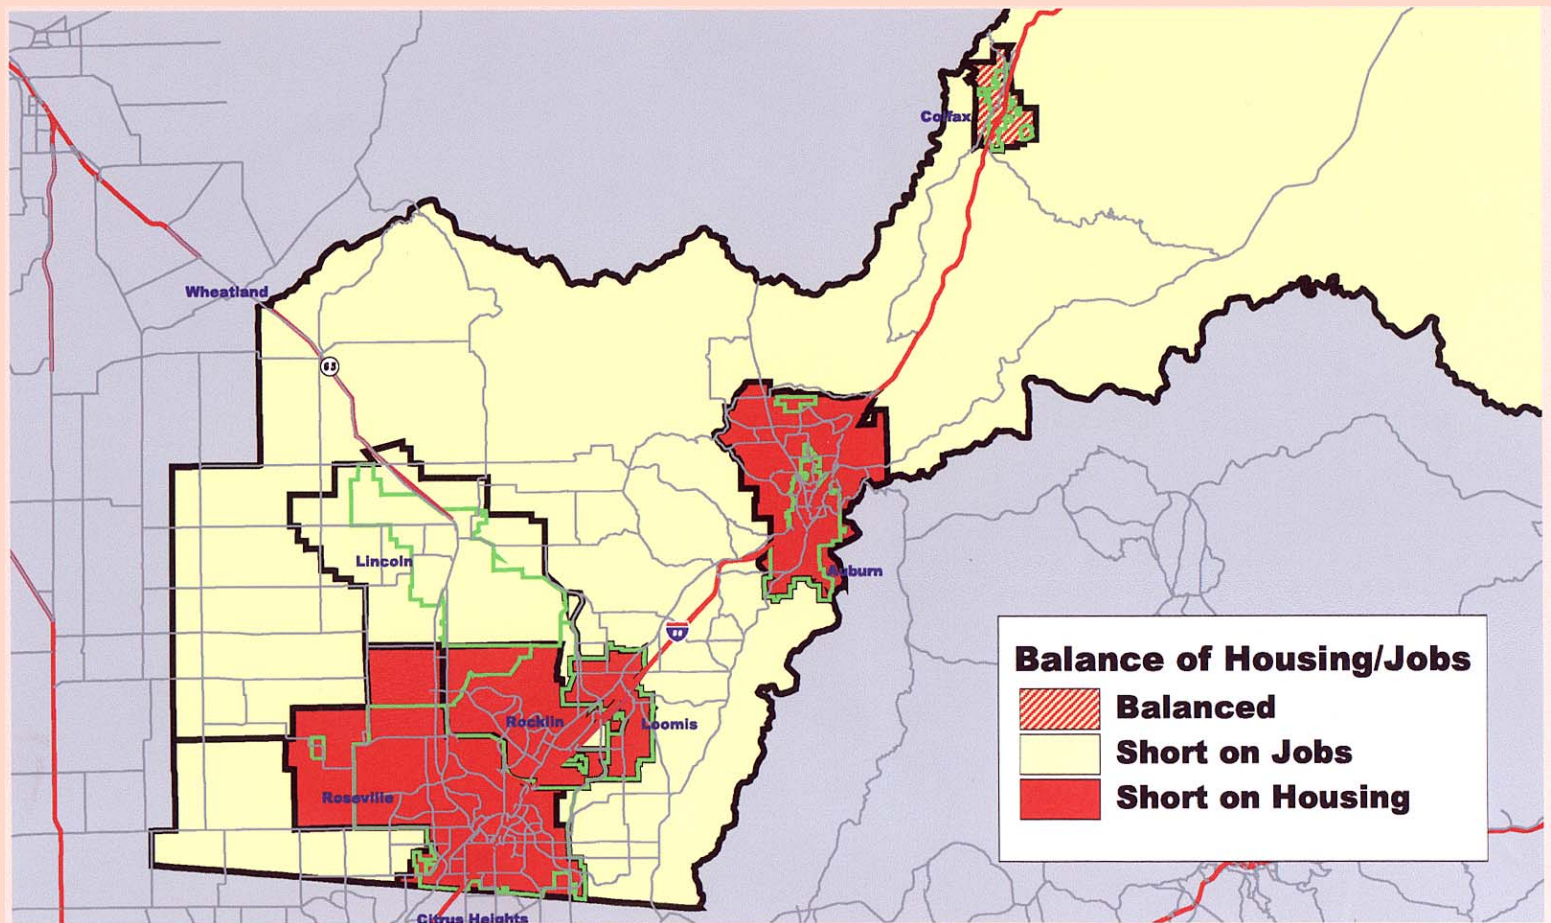 Colfax
Wheatland
65
Lincoln
Auburn
Rocklin
Loomis
Roseville
Citrus Heights
Balance of Housing/Jobs
Balanced
Short on Jobs
Short on Housing